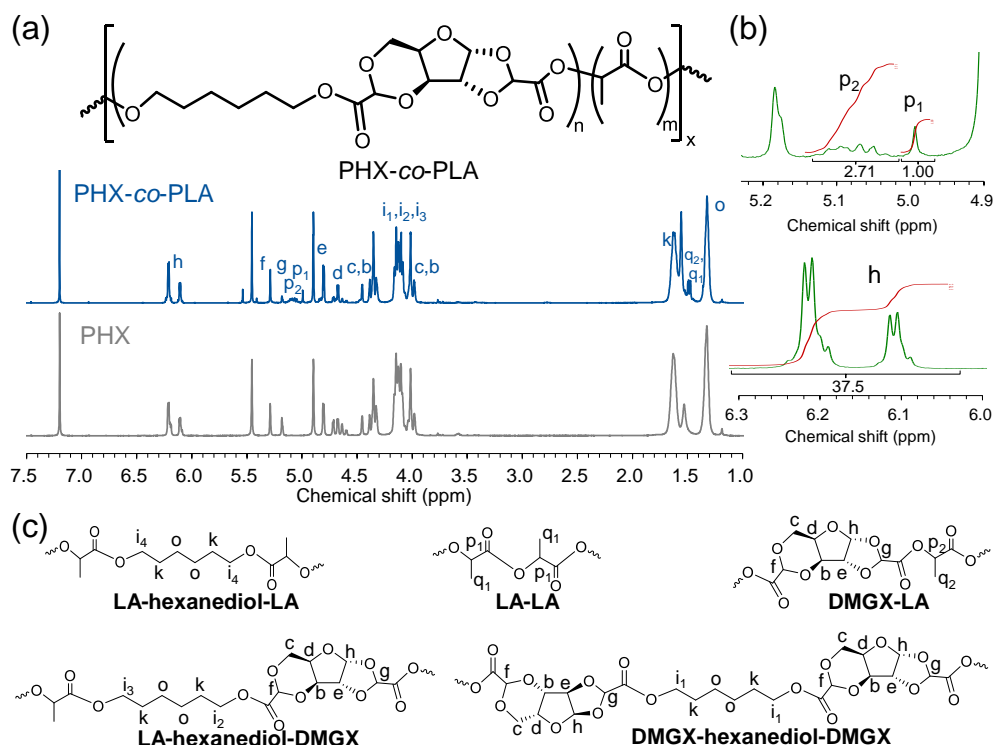 (a)
[ ( O O O O O O O O O O ) n ( O O ) m ] x
PHX-co-PLA
PHX-co-PLA
h
f
g
p2
p1
e
d
c,b
i1,i2,i3
c,b
k
q2,
q1
o
PHX
7.5 7.0 6.5 6.0 5.5 5.0 4.5 4.0 3.5 3.0 2.5 2.0 1.5 1.0
Chemical shift (ppm)
(b)
p2
p1
2.71
1.00
5.2 5.1 5.0 4.9
Chemical shift (ppm)
h
37.5
6.3 6.2 6.1 6.0
Chemical shift (ppm)
(c)
O O i4 o k O
O k o i4 O O
LA-hexanediol-LA
O p1 O q1 O
q1 O p1 O
LA-LA
c d O h O g O p2 O
O f O b e O O q2
O O
DMGX-LA
O O i3 o k O c d O h O g O
O k o i2 f O b e O O
O
LA-hexanediol-DMGX
O f O b e O g O i1 o k O c d O h O g O
O c O d O h O k o i1 f O b e O O
O
DMGX-hexanediol-DMGX